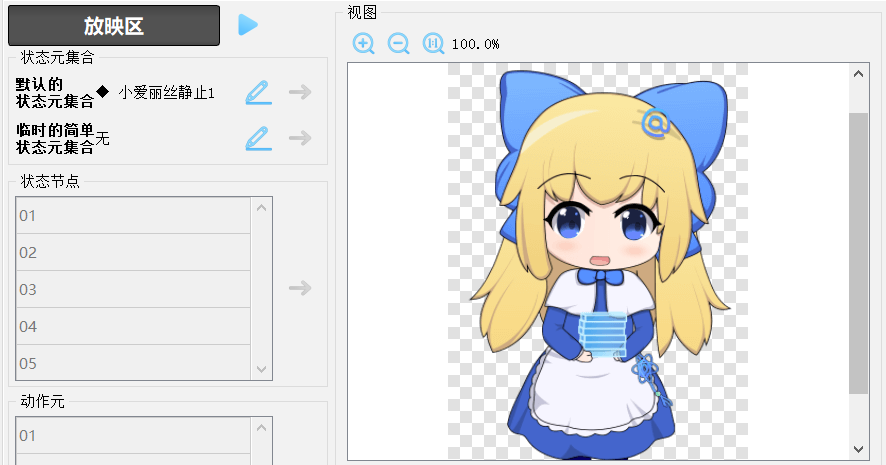 放映区
状态元集合
默认的
状态元集合◆ 小爱丽丝静止1
临时的简单
状态元集合无
状态节点
01
02
03
04
05
动作元
01
视图
1:1 100.0%
@